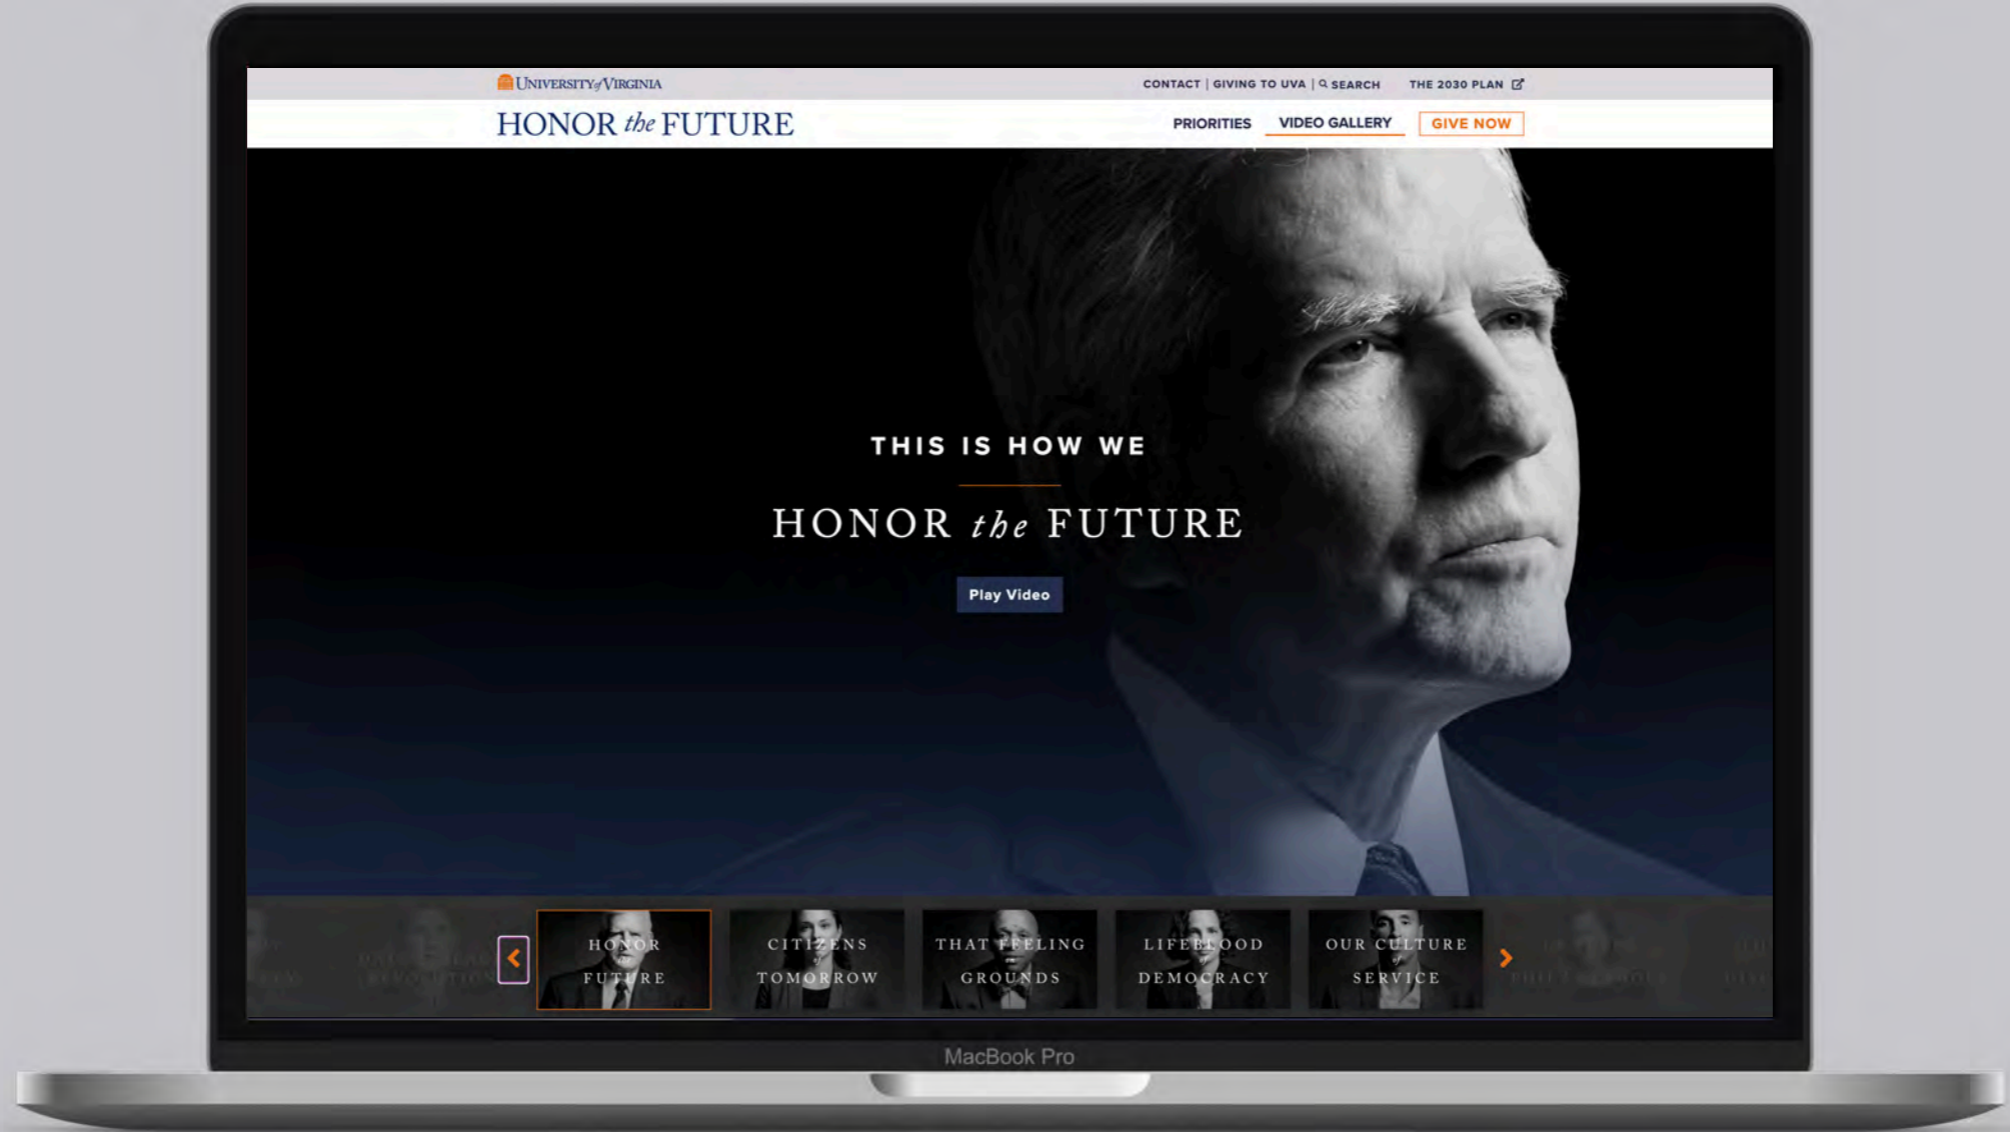 UNIVERSITY of VIRGINIA
CONTACT | GIVING TO UVA | SEARCH THE 2030 PLAN
HONOR the FUTURE
PRIORITIES VIDEO GALLERY GIVE NOW
THIS IS HOW WE
HONOR the FUTURE
Play Video
HONOR
FUTURE
CITIZENS
TOMORROW
THAT FEELING
GROUNDS
LIFEBLOOD
DEMOCRACY
OUR CULTURE
SERVICE
MacBook Pro